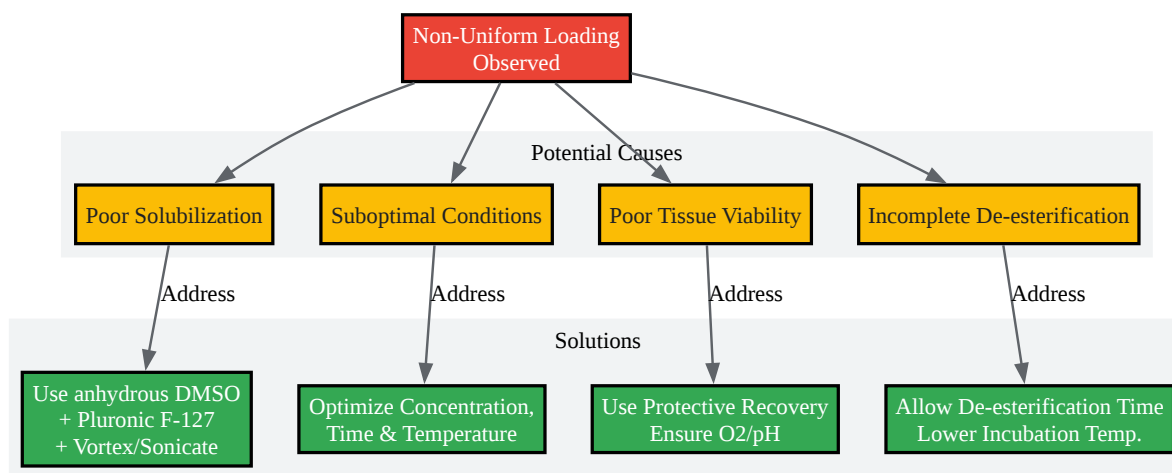 Non-Uniform Loading
Observed
Potential Causes
Poor Solubilization
Suboptimal Conditions
Poor Tissue Viability
Incomplete De-esterification
Address
Address
Address
Address
Solutions
Use anhydrous DMSO
+ Pluronic F-127
+ Vortex/Sonicate
Optimize Concentration,
Time & Temperature
Use Protective Recovery
Ensure O2/pH
Allow De-esterification Time
Lower Incubation Temp.